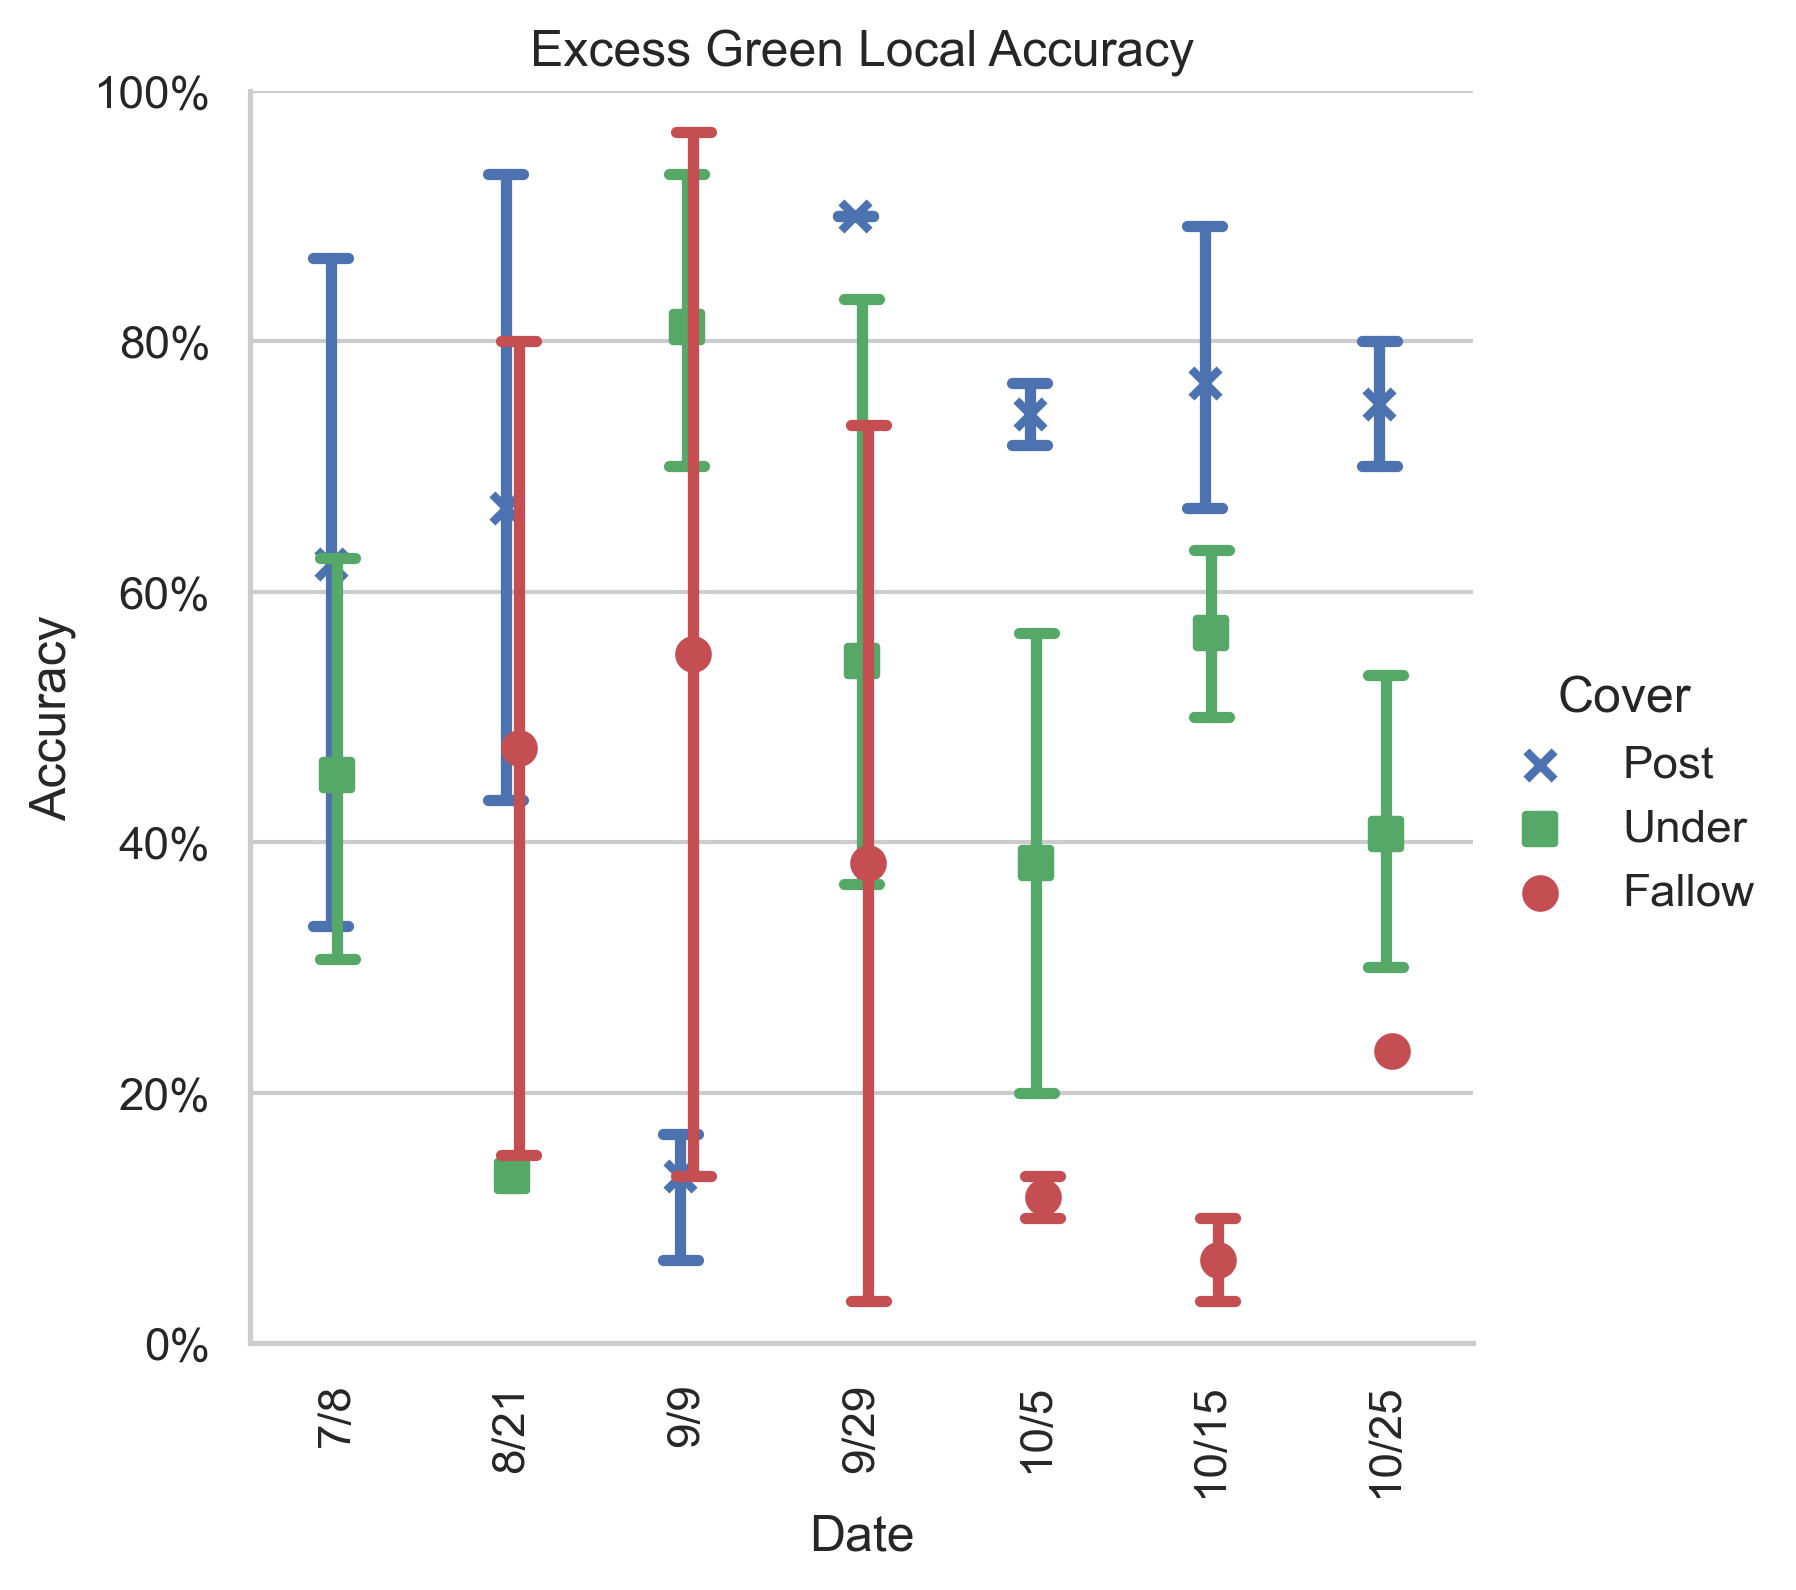 Excess Green Local Accuracy
100%
80%
60%
40%
20%
0%
Accuracy
7/8
8/21
9/9
9/29
10/5
10/15
10/25
Date
Cover
Post
Under
Fallow